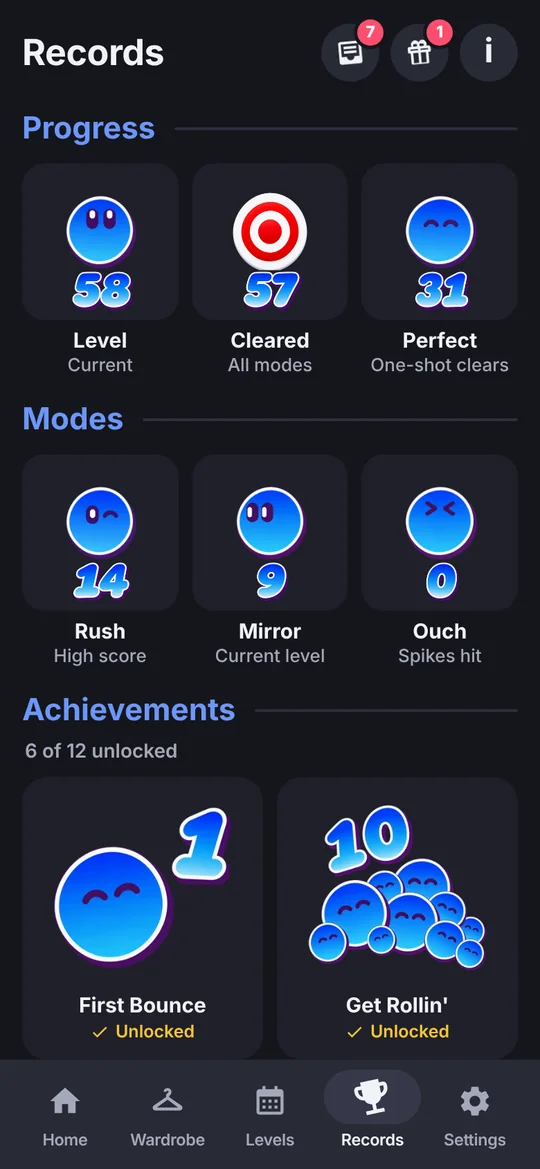 Records
7
1
i
Progress
58
57
31
Level
Cleared
Perfect
Current
All modes
One-shot clears
Modes
14
9
0
Rush
Mirror
Ouch
High score
Current level
Spikes hit
Achievements
6 of 12 unlocked
1
10
First Bounce
Get Rollin'
Unlocked
Unlocked
Home
Wardrobe
Levels
Records
Settings